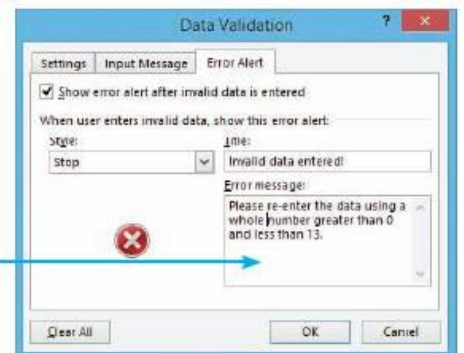 Data Validation ?
Settings Input Message Error Alert
Show error alert after invalid data is entered
When user enters invalid data, show this error alert:
Style: Title:
Stop Invalid data entered!
Error message:
Please re-enter the data using a
whole number greater than 0
and less than 13.
Clear All OK Cancel